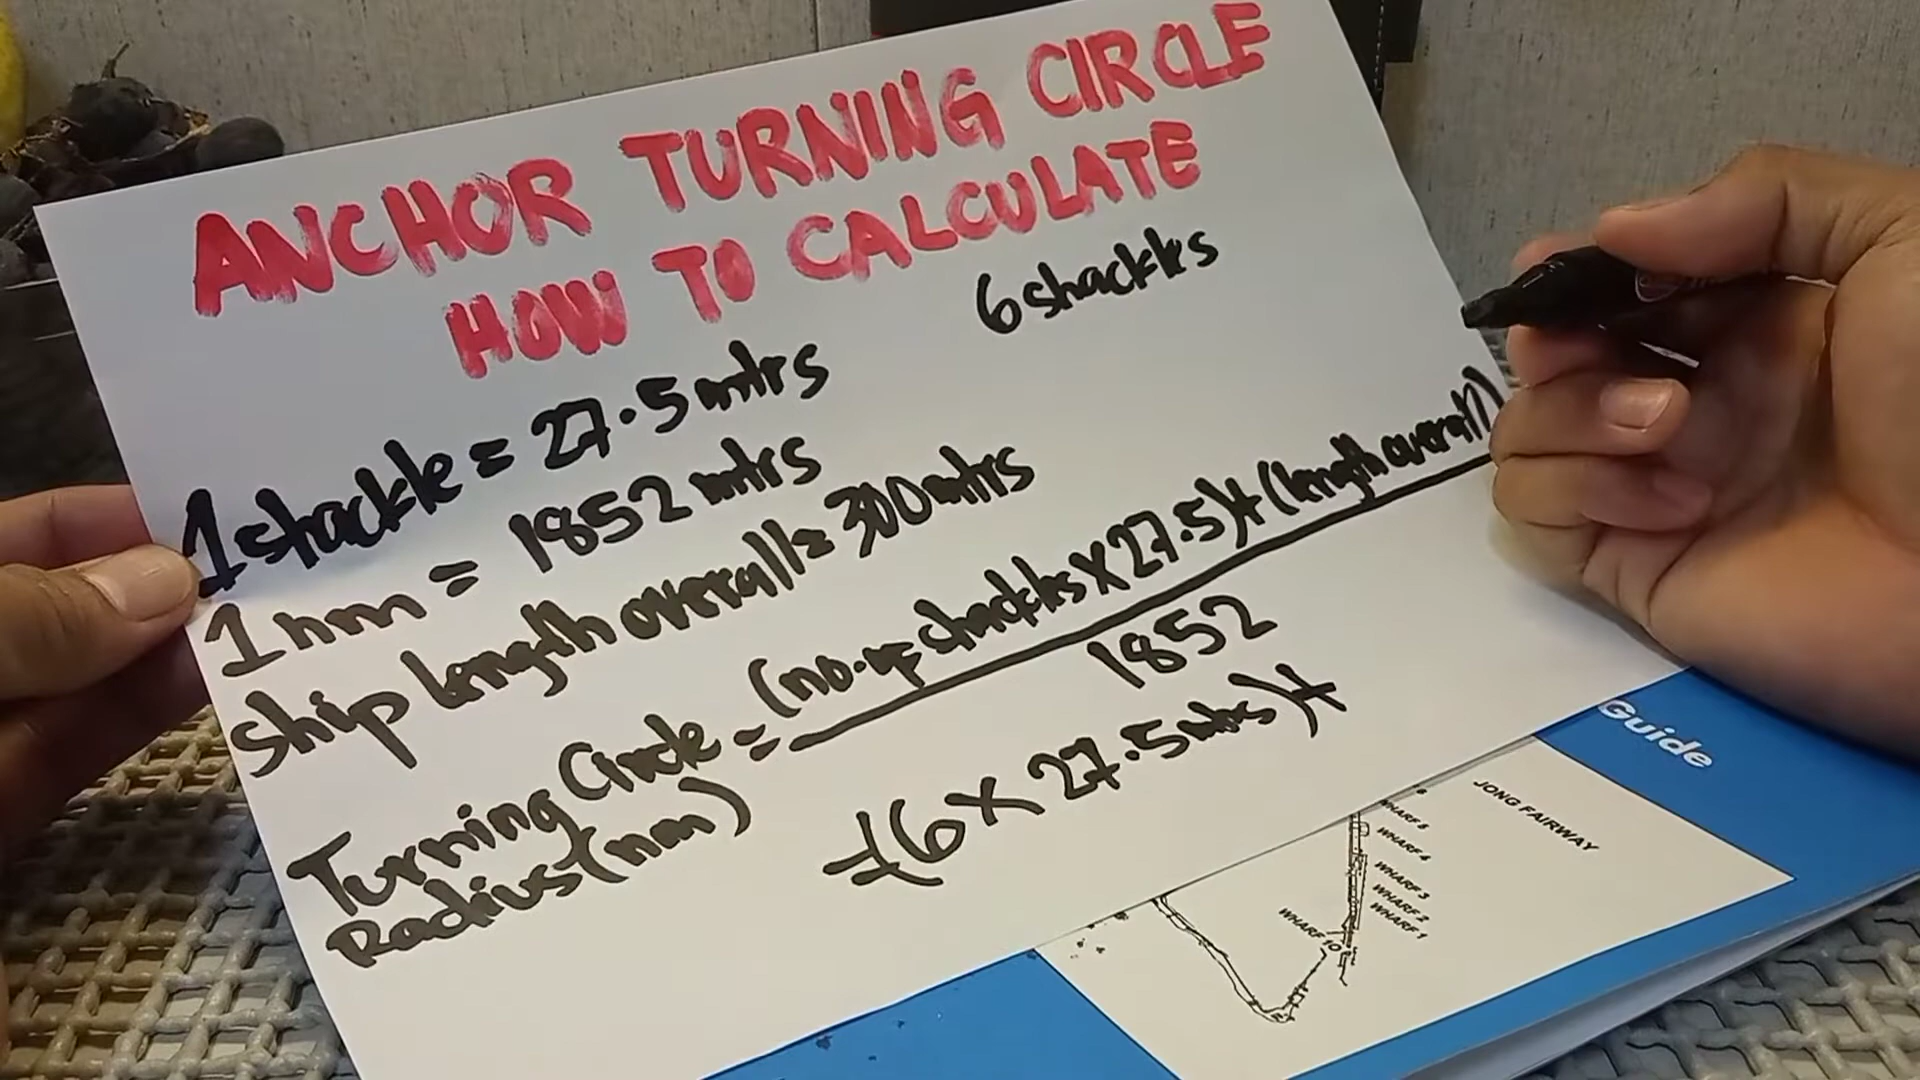 ANCHOR TURNING CIRCLE
HOW TO CALCULATE
6 shackles
1 shackle = 27.5 mtrs
1 nm = 1852 mtrs
Ship length overall = 300 mtrs
Turning Circle
Radius (nm)
= (no. of shackles X 27.5) + (length overall)
1852
= (6 X 27.5 mtrs) +
Guide
JONG FAIRWAY
WHARF 5
WHARF 4
WHARF 3
WHARF 2
WHARF 1
WHARF 10